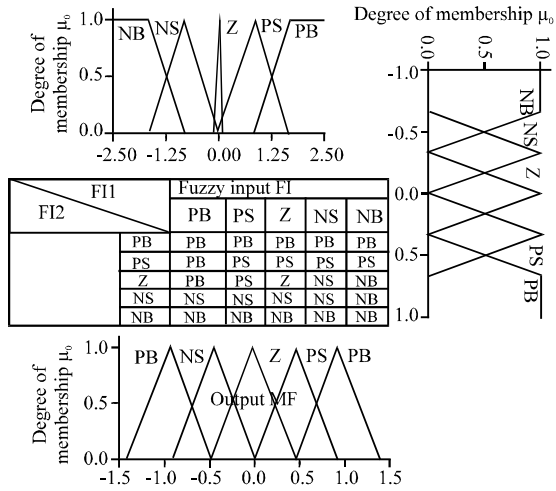 Degree of membership μ₀
NB NS Z PS PB
1.0
0.5
0.0
-2.50 -1.25 0.00 1.25 2.50
Degree of membership μ₀
0.0 0.5 1.0
-1.0
-0.5
0.0
0.5
1.0
NB
NS
Z
PS
PB
FI1
FI2
Fuzzy input FI
PB PS Z NS NB
PB PB PB PB PB PB
PS PB PS PS PS PS
Z PB PS Z NS NB
NS NS NS NS NS NS
NB NB NB NB NB NB
Degree of
membership μ₀
PB NS Z PS PB
1.0
0.5
0.0
Output MF
-1.5 -1.0 -0.5 0.0 0.5 1.0 1.5